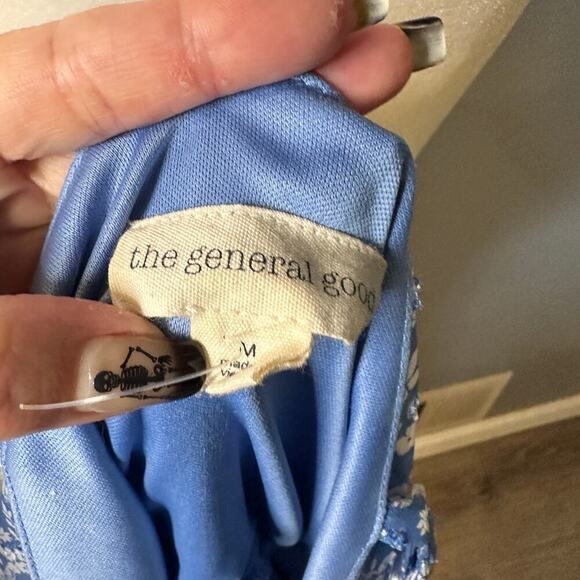 the general good
M